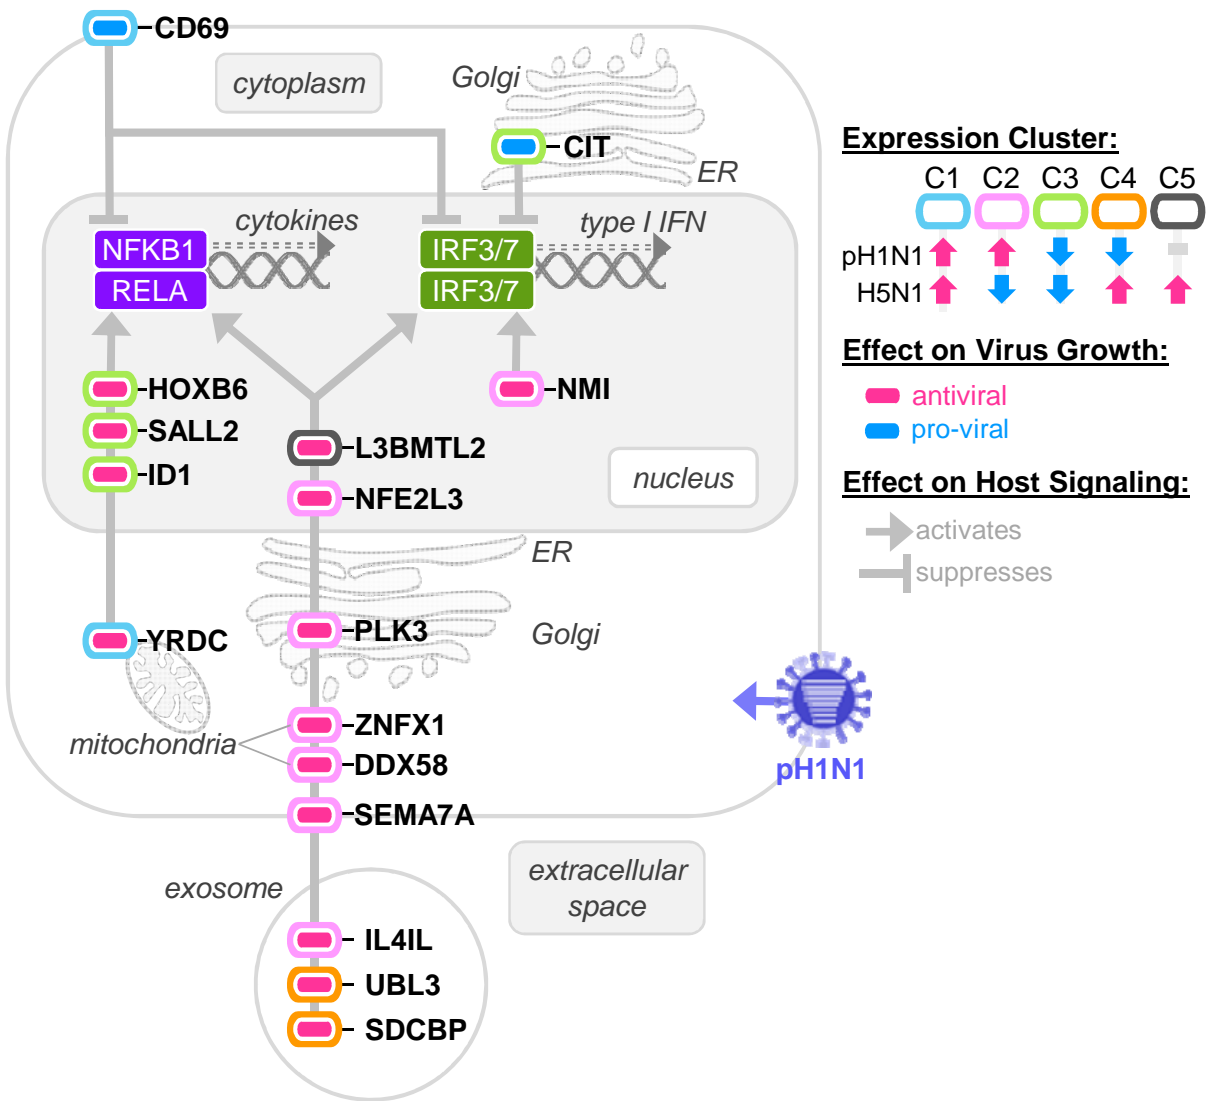 CD69
cytoplasm
Golgi
CIT
ER
cytokines
type I IFN
NFKB1
RELA
IRF3/7
IRF3/7
HOXB6
SALL2
ID1
NMI
L3BMTL2
NFE2L3
nucleus
ER
Golgi
YRDC
PLK3
mitochondria
ZNFX1
DDX58
SEMA7A
pH1N1
exosome
extracellular
space
IL4IL
UBL3
SDCBP
Expression Cluster:
C1 C2 C3 C4 C5
pH1N1
H5N1
Effect on Virus Growth:
antiviral
pro-viral
Effect on Host Signaling:
activates
suppresses